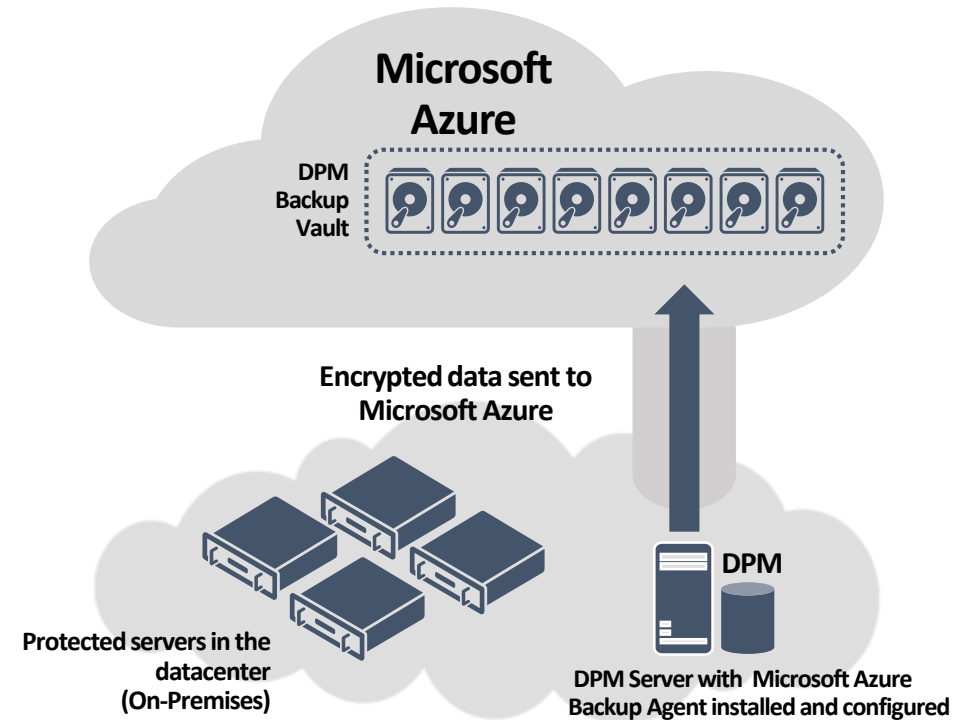 Microsoft
Azure
DPM
Backup
Vault
Encrypted data sent to
Microsoft Azure
DPM
Protected servers in the
datacenter
(On-Premises)
DPM Server with Microsoft Azure
Backup Agent installed and configured